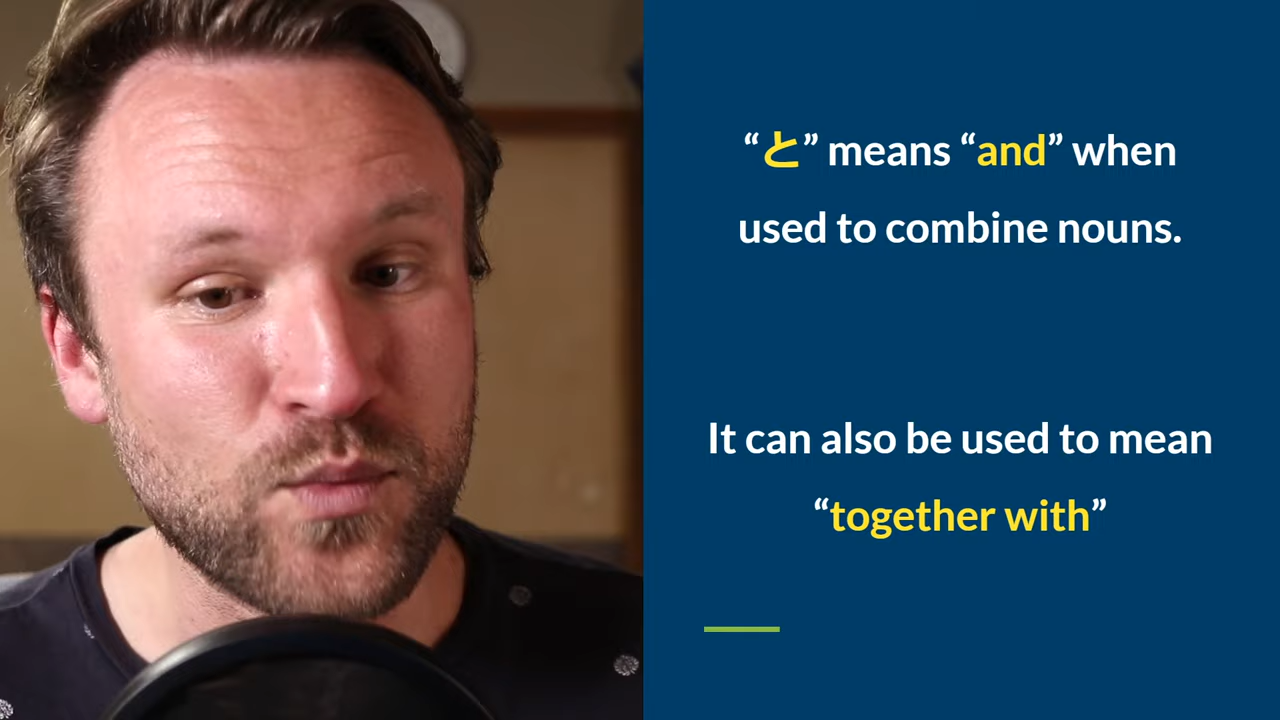 “と” means “and” when
used to combine nouns.
It can also be used to mean
“together with”